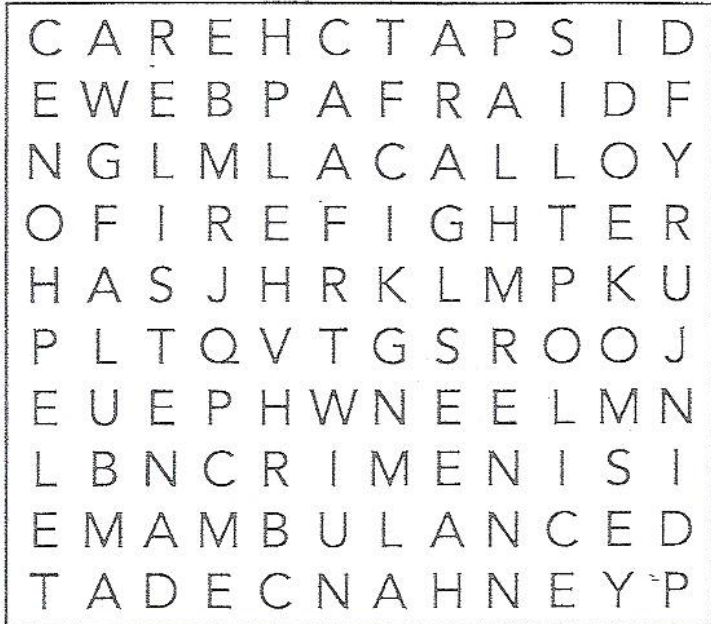 C A R E H C T A P S I D
E W E B P A F R A I D F
N G L M L A C A L L O Y
O F I R E F I G H T E R
H A S J H R K L M P K U
P L T Q V T G S R O O J
E U E P H W N E E L M N
L B N C R I M E N I S I
E M A M B U L A N C E D
T A D E C N A H N E Y P